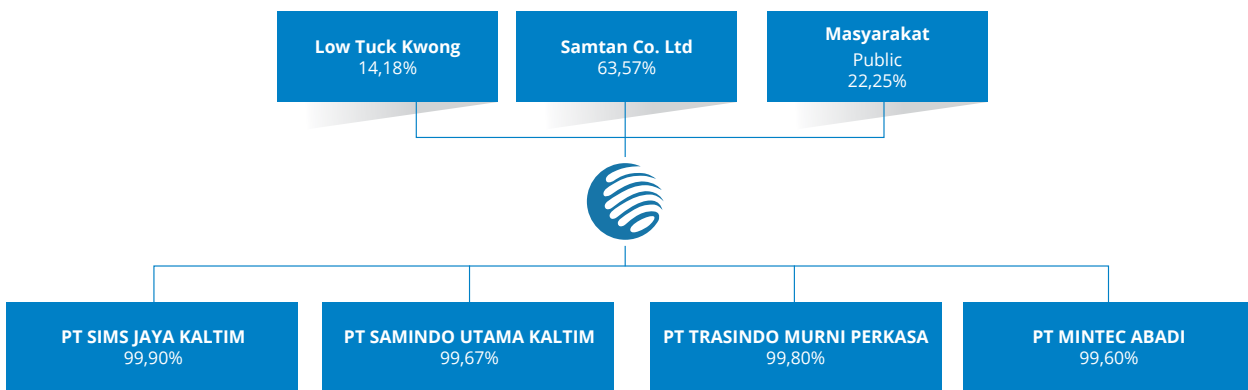 Low Tuck Kwong
14,18%
Samtan Co. Ltd
63,57%
Masyarakat
Public
22,25%
PT SIMS JAYA KALTIM
99,90%
PT SAMINDO UTAMA KALTIM
99,67%
PT TRASINDO MURNI PERKASA
99,80%
PT MINTEC ABADI
99,60%